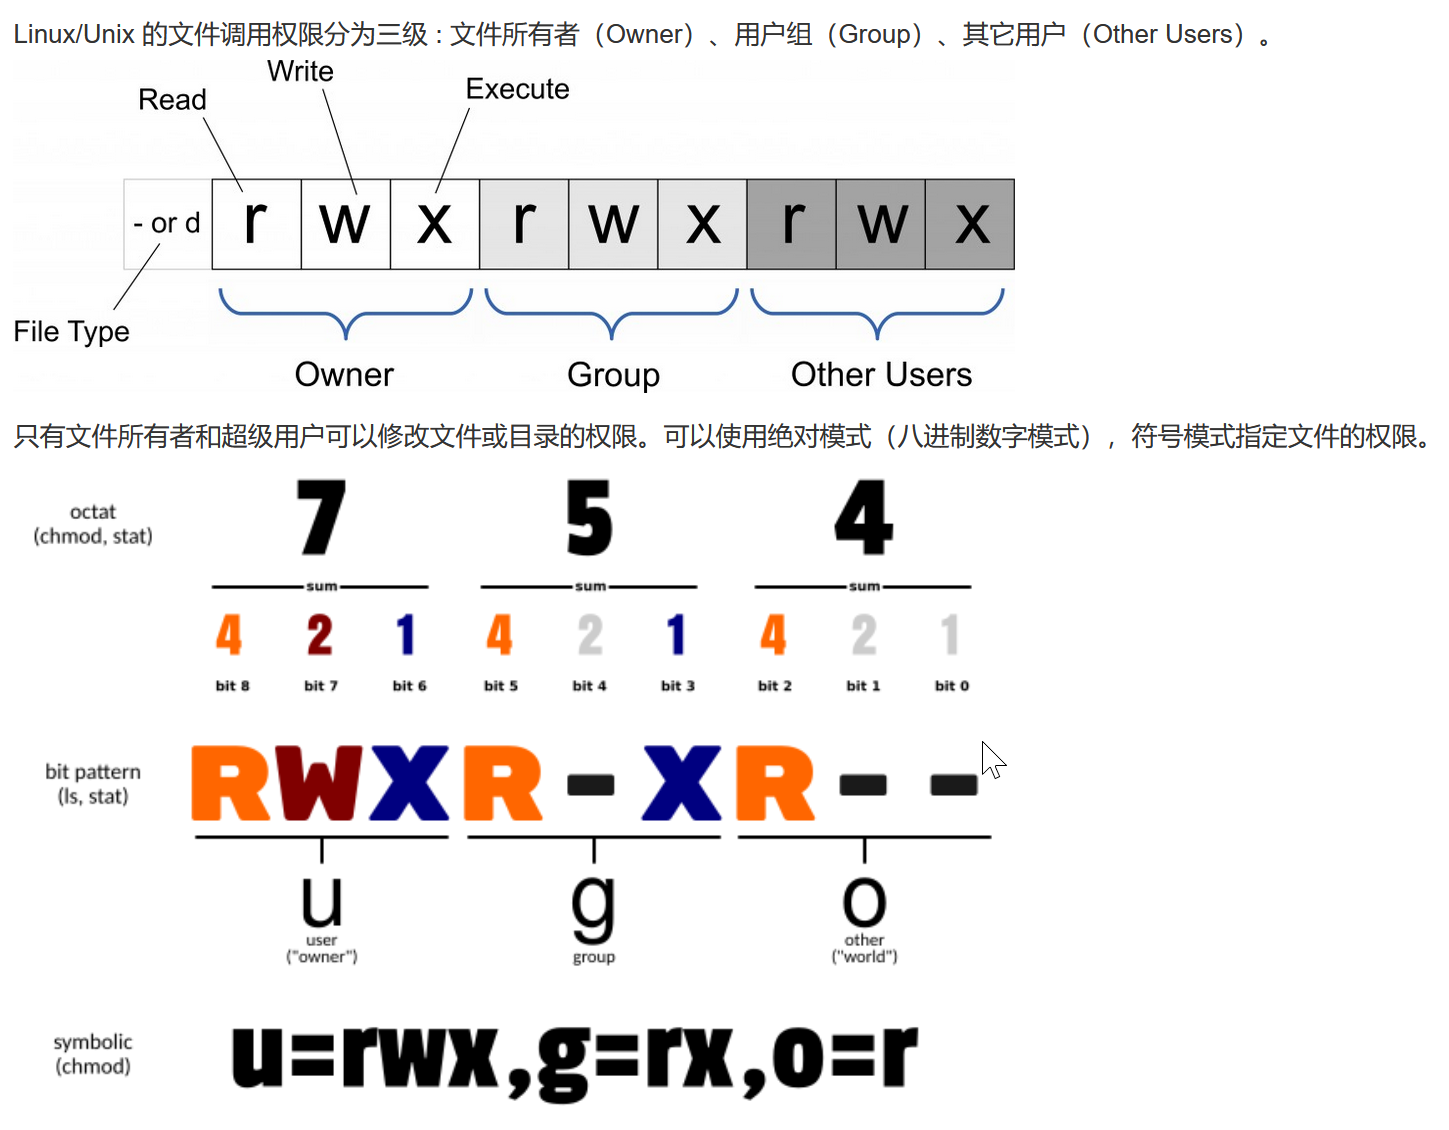 Linux/Unix 的文件调用权限分为三级 : 文件所有者（Owner）、用户组（Group）、其它用户（Other Users）。
Write
Execute
Read
- or d r w x r w x r w x
File Type
Owner Group Other Users
只有文件所有者和超级用户可以修改文件或目录的权限。可以使用绝对模式（八进制数字模式），符号模式指定文件的权限。
octat
(chmod, stat)
7 5 4
sum sum sum
4 2 1 4 2 1 4 2 1
bit 8 bit 7 bit 6 bit 5 bit 4 bit 3 bit 2 bit 1 bit 0
bit pattern
(ls, stat)
RWXR-XR--
u g o
user group other
("owner") ("world")
symbolic
(chmod)
u=rwx,g=rx,o=r